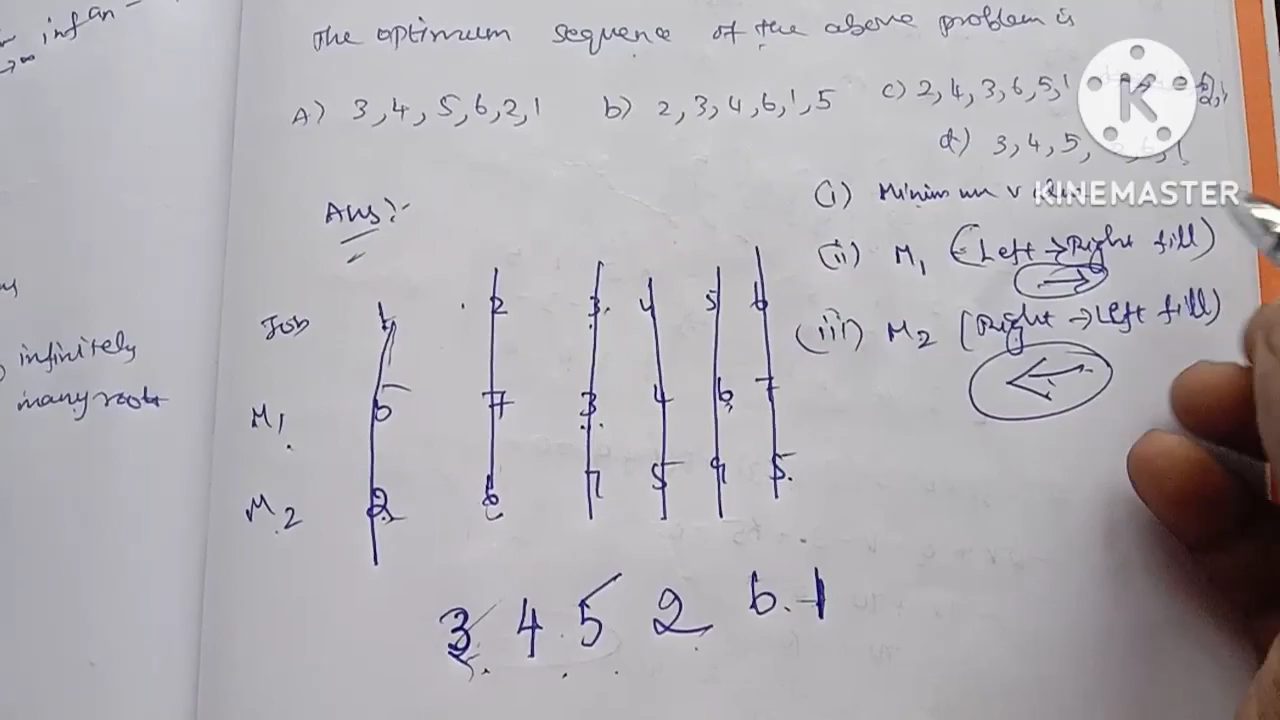 infan
The optimum sequence of the above problem is
A) 3,4,5,6,2,1 b) 2,3,4,6,1,5 c) 2,4,3,6,5,1
d) 3,4,5,
KINEMASTER
(i) Minimum
Ans:-
(ii) M1 (Left → Right fill)
Job 1 2 3 4 5 6
(iii) M2 (Right → Left fill)
infinitely
many root
M1 5 7 3 4 6 7
M2 2 6 7 5 9 5
3 4 5 2 6 1